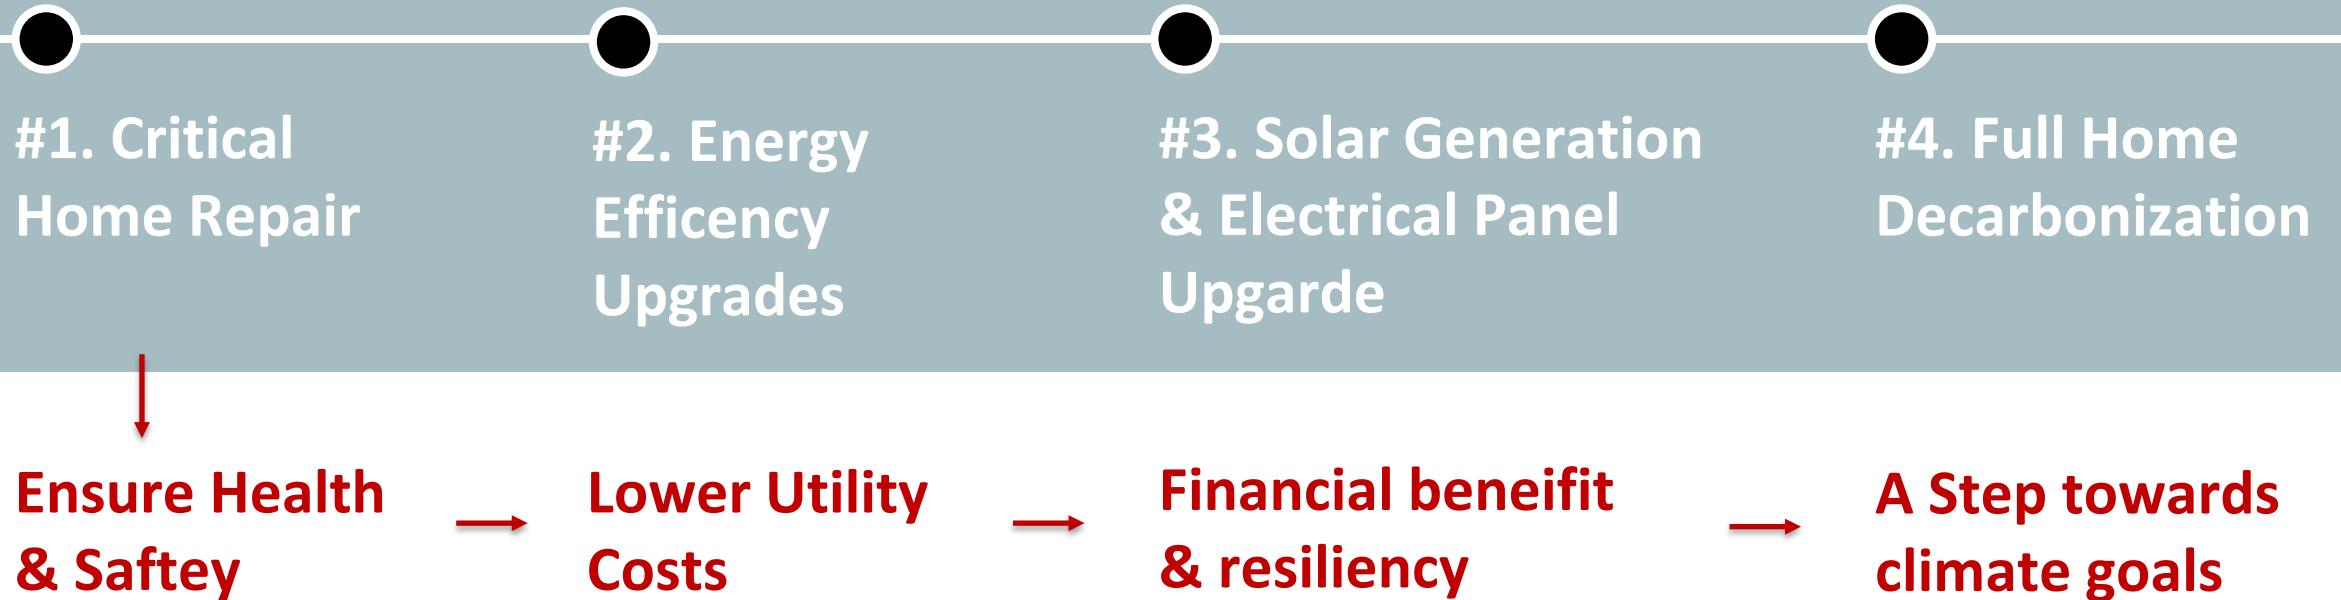 #1. Critical
Home Repair
#2. Energy
Efficency
Upgrades
#3. Solar Generation
& Electrical Panel
Upgarde
#4. Full Home
Decarbonization
Ensure Health
& Saftey
Lower Utility
Costs
Financial beneifit
& resiliency
A Step towards
climate goals